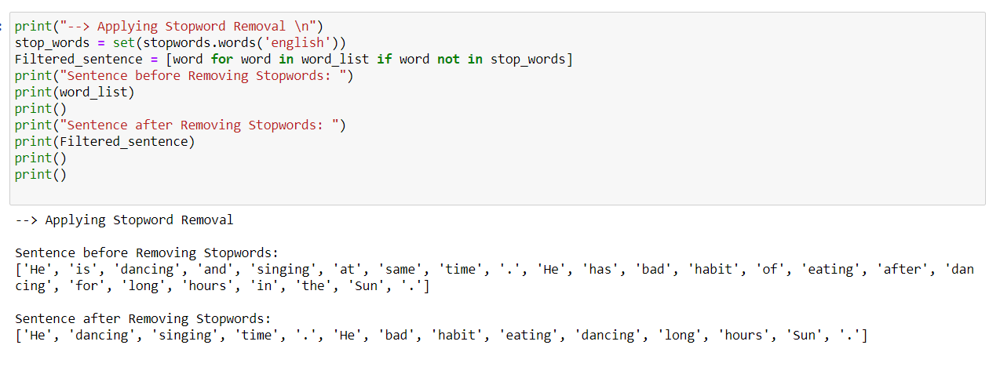 :
print("--> Applying Stopword Removal \n")
stop_words = set(stopwords.words('english'))
Filtered_sentence = [word for word in word_list if word not in stop_words]
print("Sentence before Removing Stopwords: ")
print(word_list)
print()
print("Sentence after Removing Stopwords: ")
print(Filtered_sentence)
print()
print()
--> Applying Stopword Removal
Sentence before Removing Stopwords:
['He', 'is', 'dancing', 'and', 'singing', 'at', 'same', 'time', '.', 'He', 'has', 'bad', 'habit', 'of', 'eating', 'after', 'dan
cing', 'for', 'long', 'hours', 'in', 'the', 'Sun', '.']
Sentence after Removing Stopwords:
['He', 'dancing', 'singing', 'time', '.', 'He', 'bad', 'habit', 'eating', 'dancing', 'long', 'hours', 'Sun', '.']